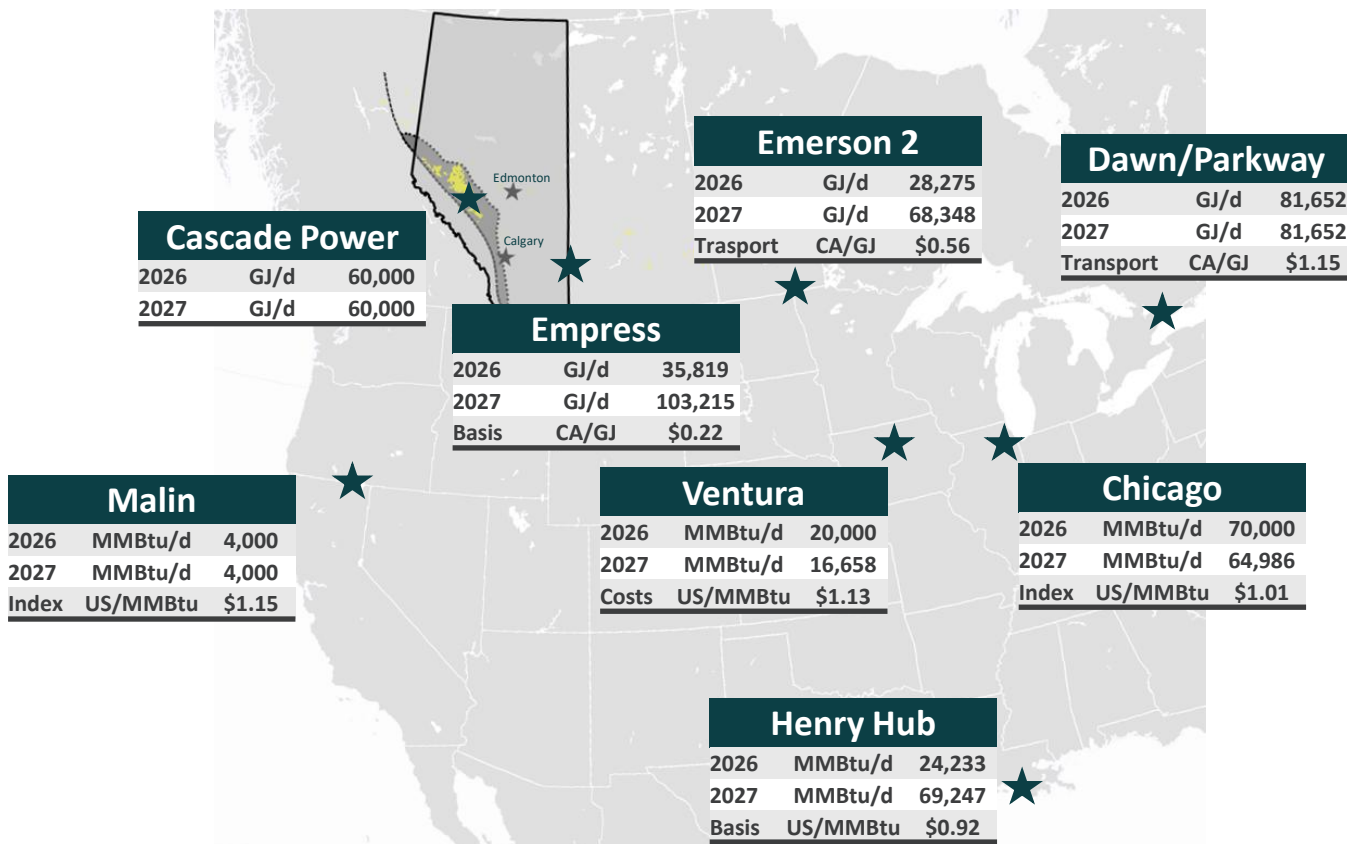 Edmonton
Calgary
Cascade Power
2026 GJ/d 60,000
2027 GJ/d 60,000
Emerson 2
2026 GJ/d 28,275
2027 GJ/d 68,348
Trasport CA/GJ $0.56
Dawn/Parkway
2026 GJ/d 81,652
2027 GJ/d 81,652
Transport CA/GJ $1.15
Empress
2026 GJ/d 35,819
2027 GJ/d 103,215
Basis CA/GJ $0.22
Malin
2026 MMBtu/d 4,000
2027 MMBtu/d 4,000
Index US/MMBtu $1.15
Ventura
2026 MMBtu/d 20,000
2027 MMBtu/d 16,658
Costs US/MMBtu $1.13
Chicago
2026 MMBtu/d 70,000
2027 MMBtu/d 64,986
Index US/MMBtu $1.01
Henry Hub
2026 MMBtu/d 24,233
2027 MMBtu/d 69,247
Basis US/MMBtu $0.92